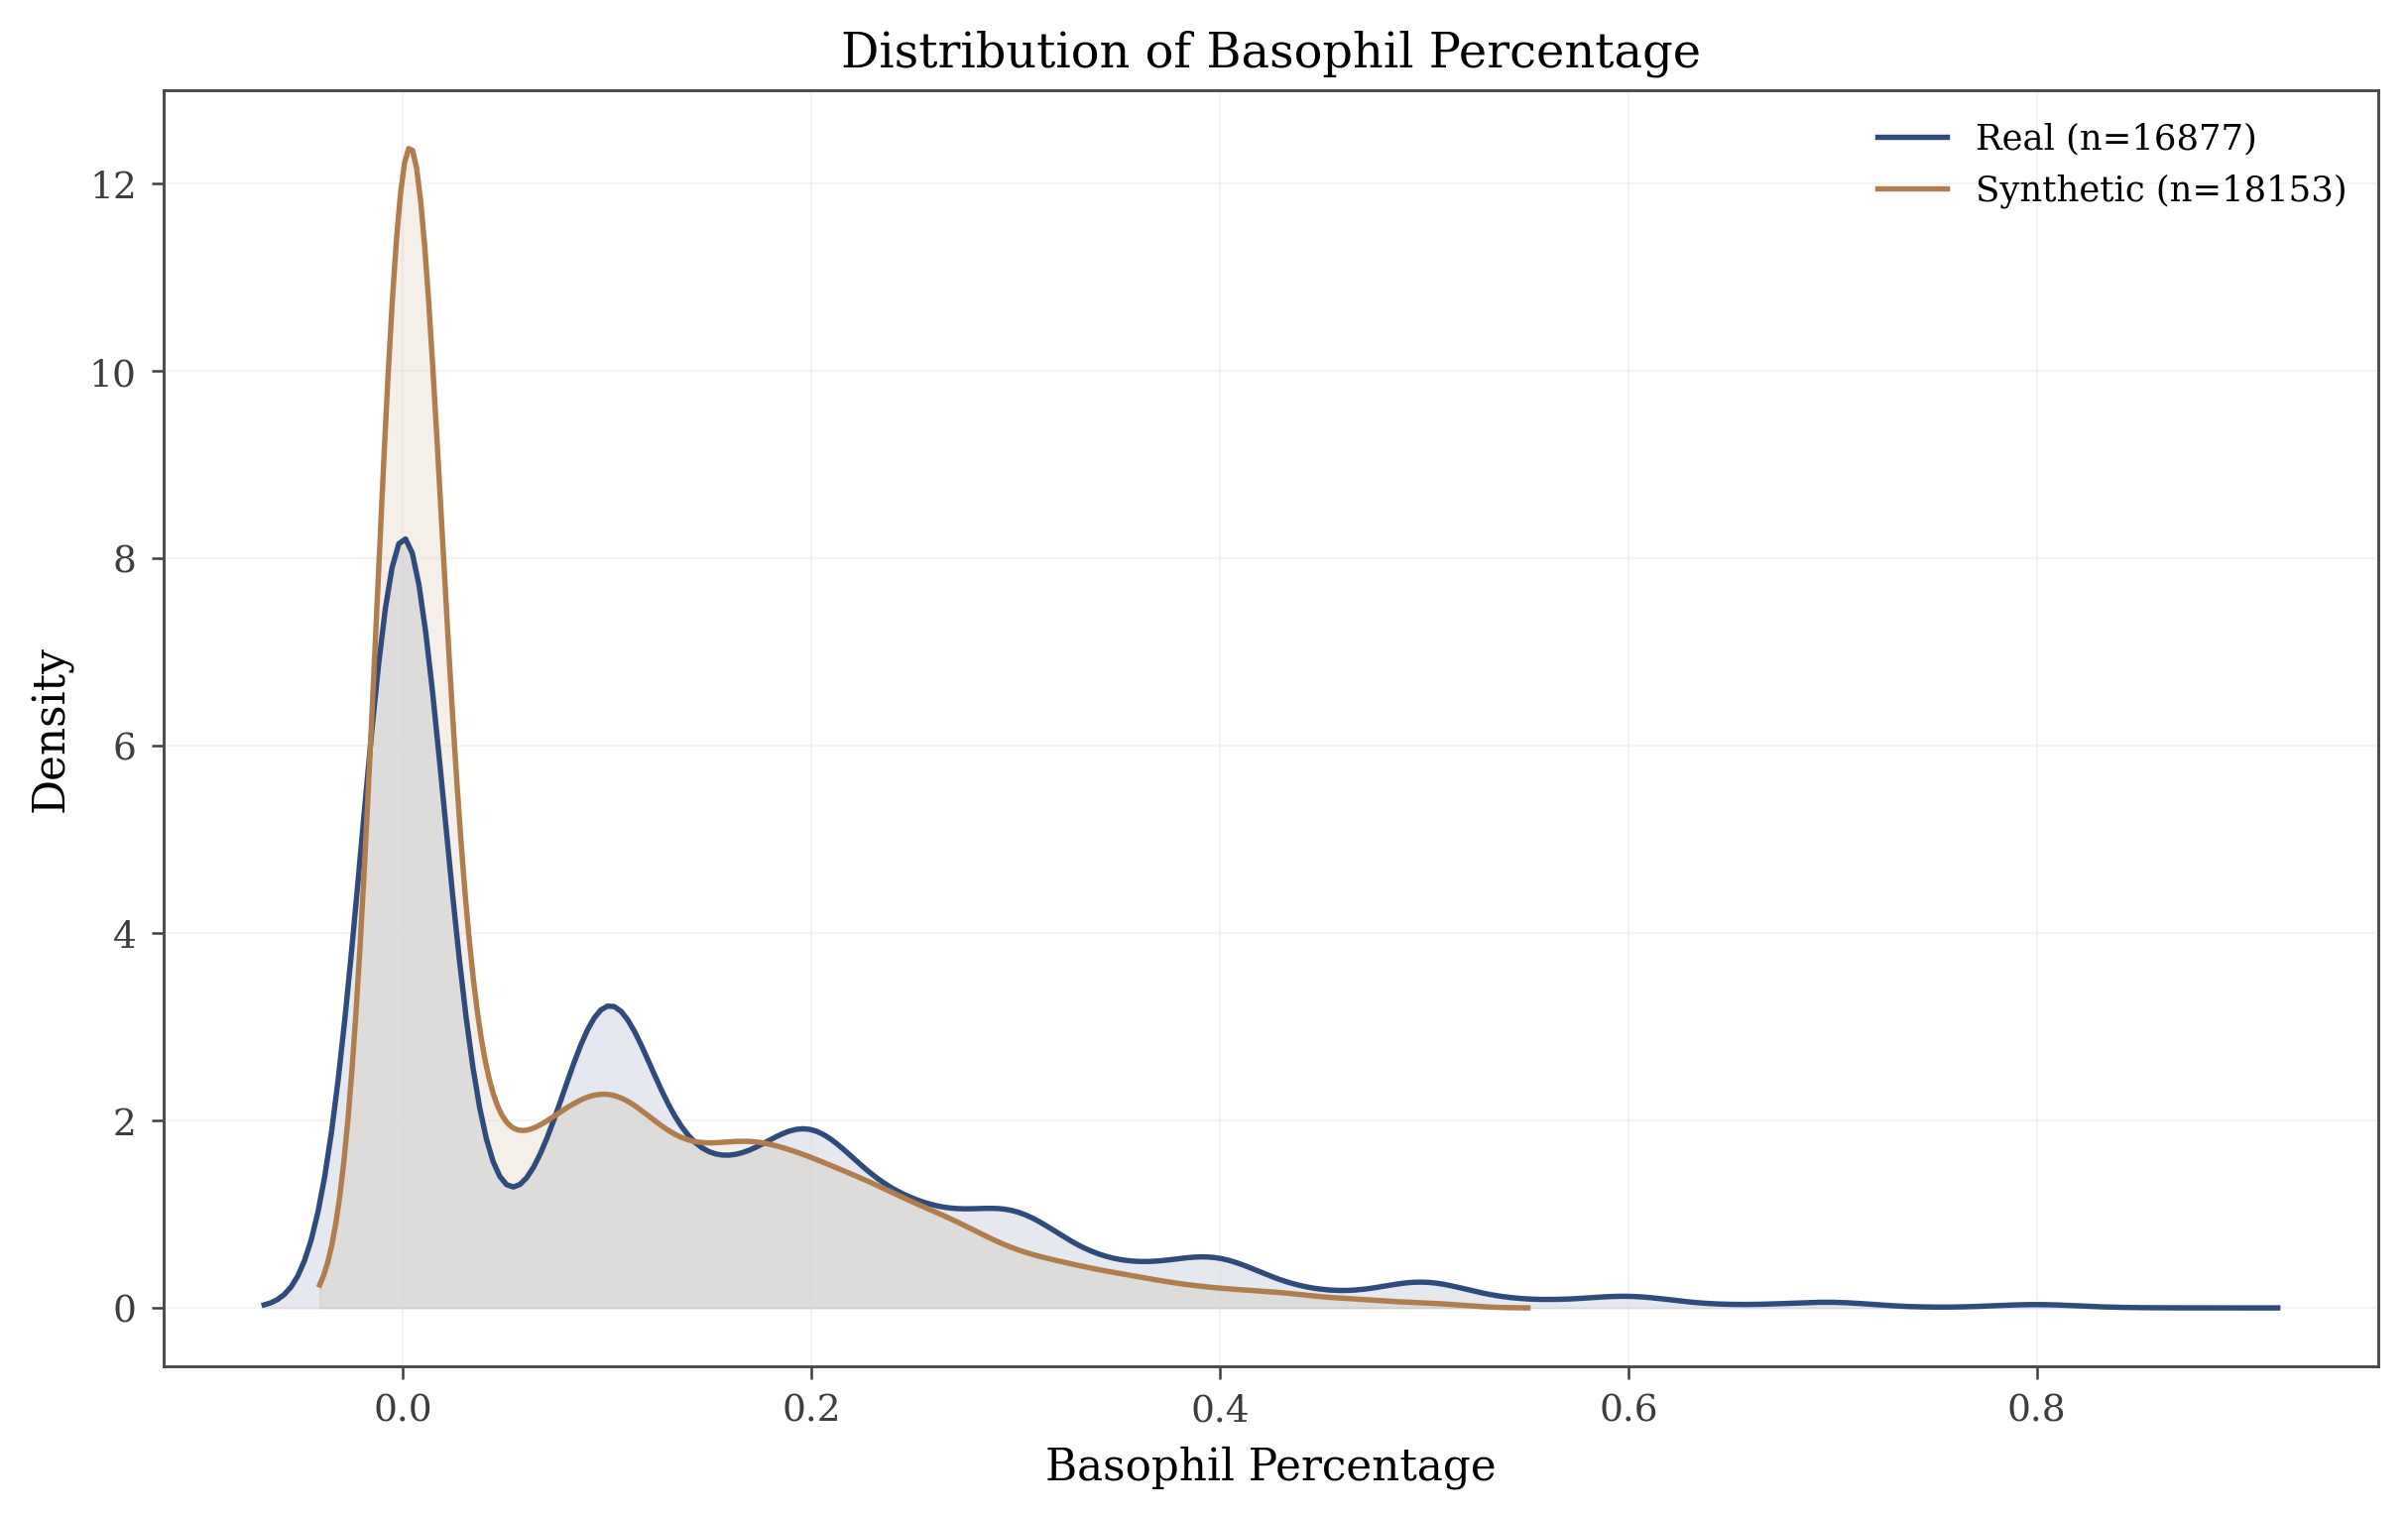 Distribution of Basophil Percentage
Real (n=16877)
Synthetic (n=18153)
Density
12
10
8
6
4
2
0
0.0 0.2 0.4 0.6 0.8
Basophil Percentage